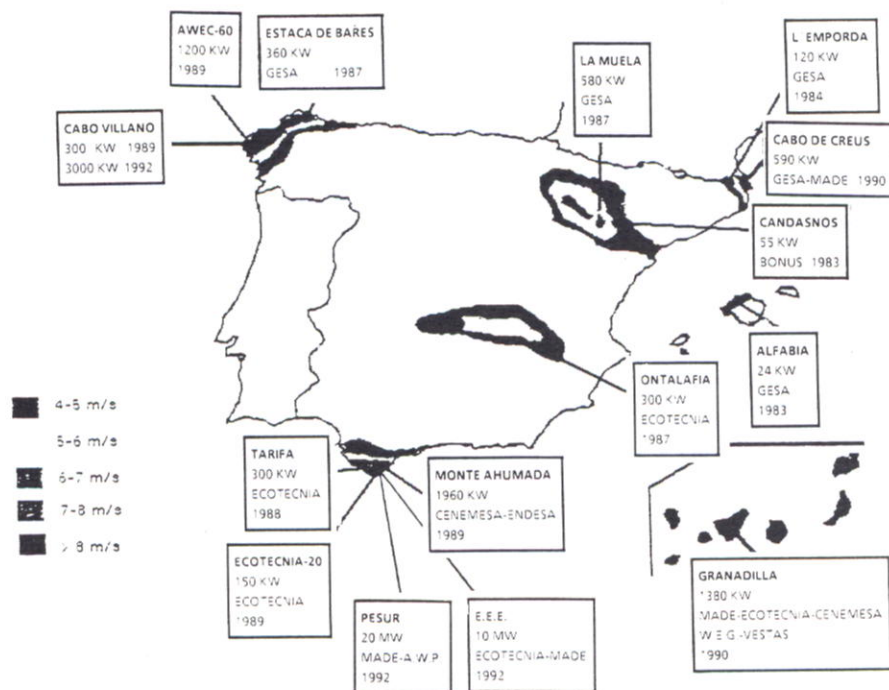 AWEC-60
1200 KW
1989
ESTACA DE BARES
360 KW
GESA 1987
LA MUELA
580 KW
GESA
1987
L EMPORDA
120 KW
GESA
1984
CABO VILLANO
300 KW 1989
3000 KW 1992
CABO DE CREUS
590 KW
GESA-MADE 1990
CANDASNOS
55 KW
BONUS 1983
ALFABIA
24 KW
GESA
1983
ONTALAFIA
300 KW
ECOTECNIA
1987
4-5 m/s
5-6 m/s
6-7 m/s
7-8 m/s
>8 m/s
TARIFA
300 KW
ECOTECNIA
1988
MONTE AHUMADA
1960 KW
CENEMESA-ENDESA
1989
ECOTECNIA-20
150 KW
ECOTECNIA
1989
PESUR
20 MW
MADE-A.W.P
1992
E.E.E.
10 MW
ECOTECNIA-MADE
1992
GRANADILLA
1380 KW
MADE-ECOTECNIA-CENEMESA
W.E.G.-VESTAS
1990